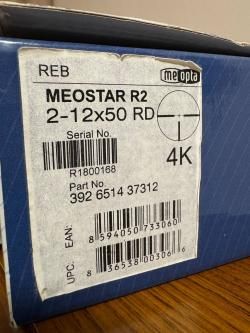 REB
meopta
MEOSTAR R2
2-12x50 RD
Serial No.
R1800168
4K
Part No.
392 6514 37312
EAN:
8 594050 733060
UPC:
8 36538 00306 6